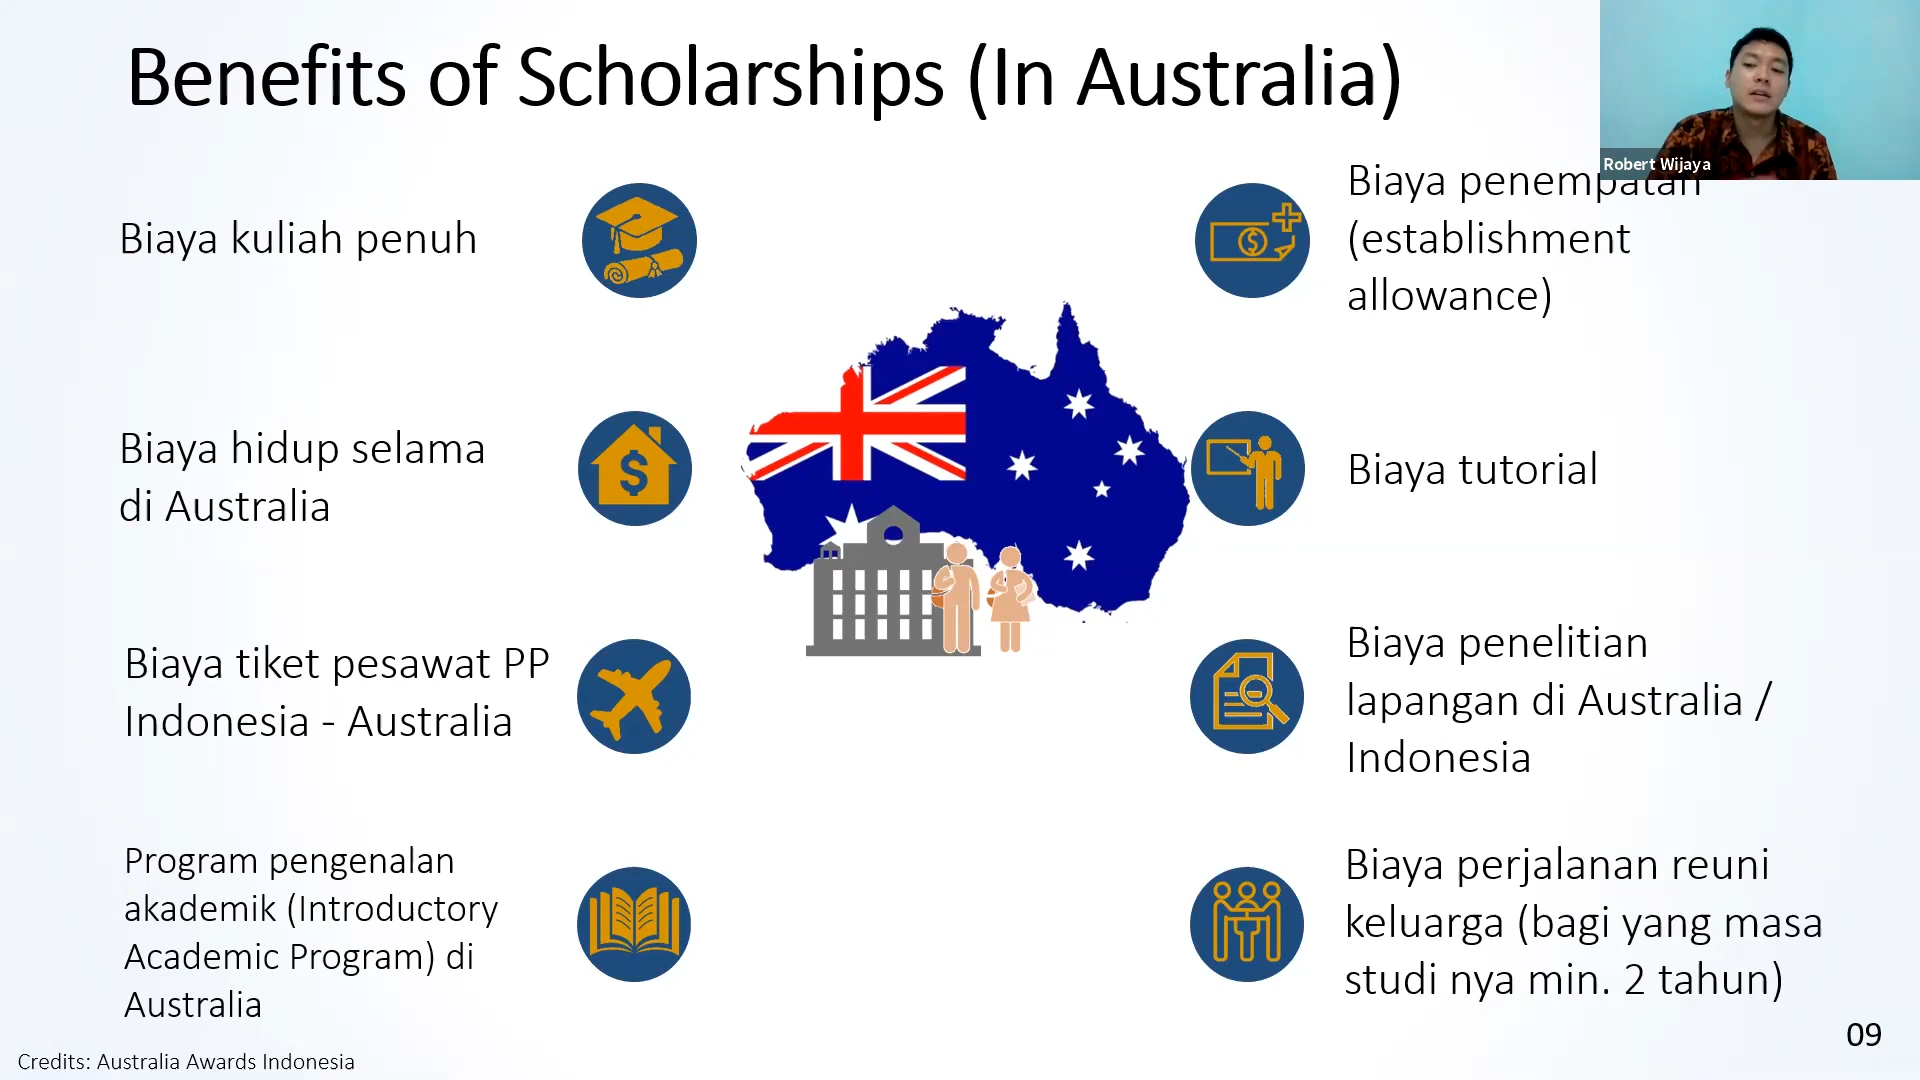 Benefits of Scholarships (In Australia)
Robert Wijaya
Biaya kuliah penuh
Biaya hidup selama
di Australia
Biaya tiket pesawat PP
Indonesia - Australia
Program pengenalan
akademik (Introductory
Academic Program) di
Australia
Biaya penempatan
(establishment
allowance)
Biaya tutorial
Biaya penelitian
lapangan di Australia /
Indonesia
Biaya perjalanan reuni
keluarga (bagi yang masa
studi nya min. 2 tahun)
09
Credits: Australia Awards Indonesia